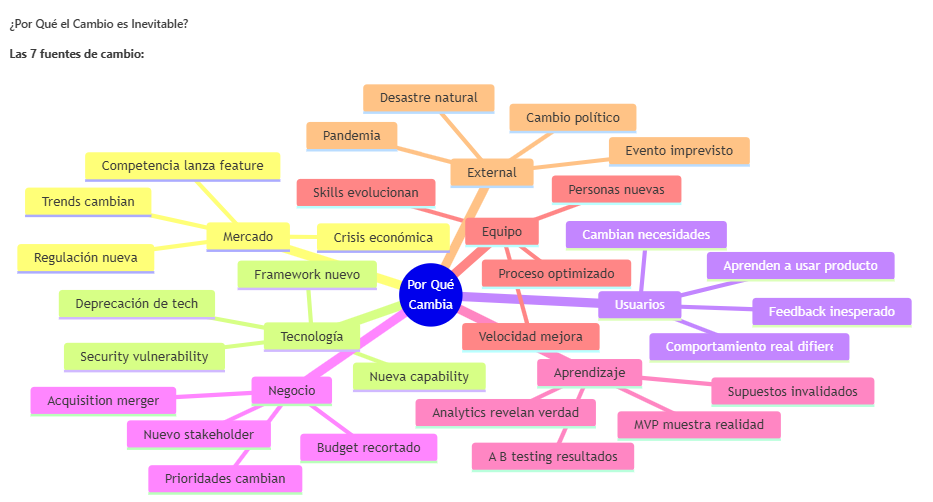 ¿Por Qué el Cambio es Inevitable?
Las 7 fuentes de cambio:
Desastre natural
Cambio político
Pandemia
Evento imprevisto
External
Competencia lanza feature
Skills evolucionan
Personas nuevas
Trends cambian
Mercado
Crisis económica
Equipo
Cambian necesidades
Regulación nueva
Framework nuevo
Proceso optimizado
Aprenden a usar producto
Por Qué
Cambia
Deprecación de tech
Usuarios
Feedback inesperado
Tecnología
Velocidad mejora
Comportamiento real difiere
Security vulnerability
Nueva capability
Aprendizaje
Negocio
Supuestos invalidados
Acquisition merger
Analytics revelan verdad
MVP muestra realidad
Nuevo stakeholder
Budget recortado
A B testing resultados
Prioridades cambian